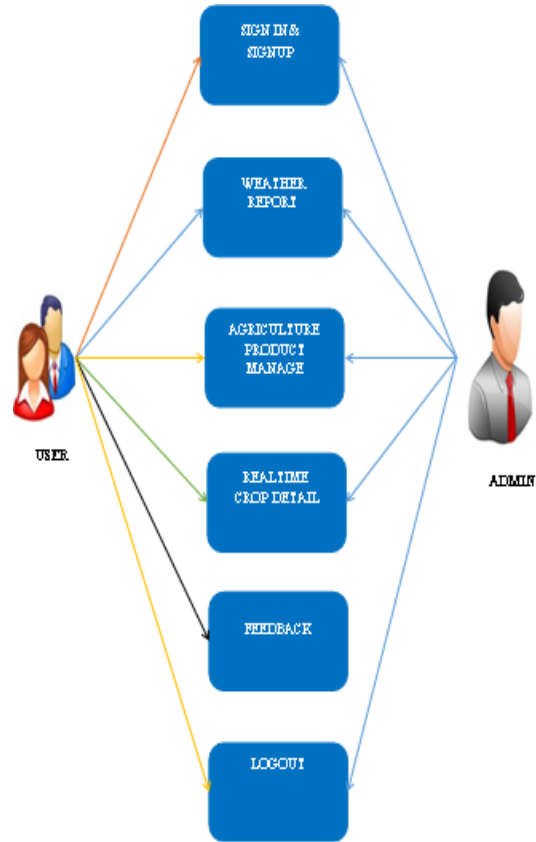 SIGN IN &
SIGNUP
WEATHER
REPORT
AGRICULTURE
PRODUCT
MANAGE
USER
REALTIME
CROP DETAIL
ADMIN
FEEDBACK
LOGOUT